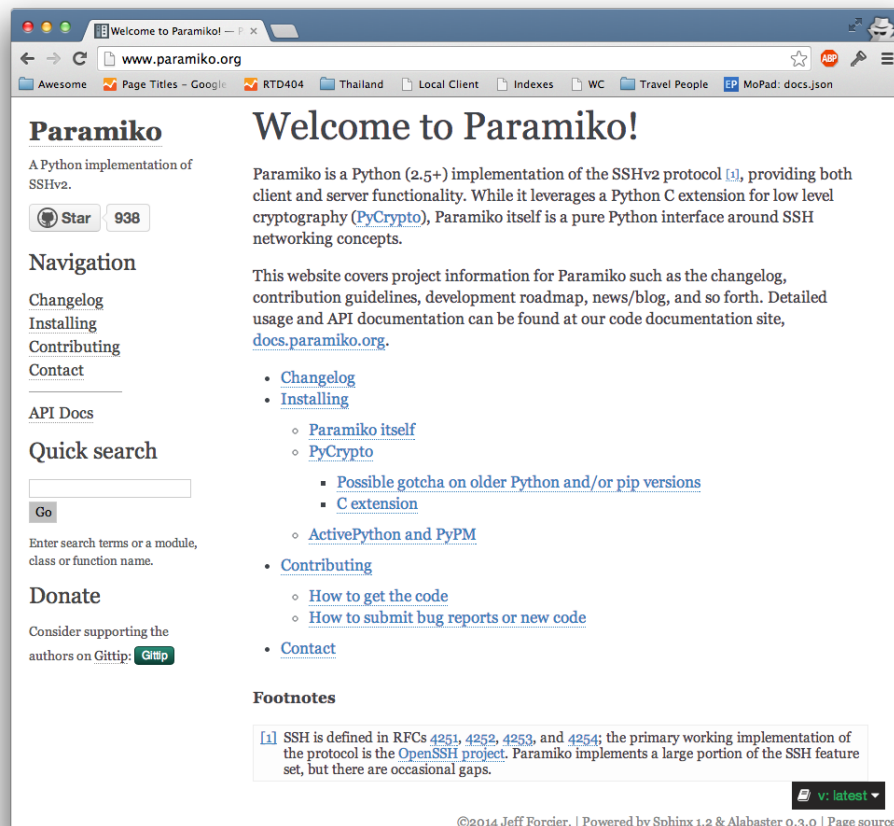 Welcome to Paramiko! — P
www.paramiko.org
ABP
Awesome
Page Titles - Google
RTD404
Thailand
Local Client
Indexes
WC
Travel People
EP MoPad: docs.json
Paramiko
A Python implementation of
SSHv2.
Star 938
Navigation
Changelog
Installing
Contributing
Contact
API Docs
Quick search
Go
Enter search terms or a module,
class or function name.
Donate
Consider supporting the
authors on Gittip: Gittip
Welcome to Paramiko!
Paramiko is a Python (2.5+) implementation of the SSHv2 protocol [1], providing both
client and server functionality. While it leverages a Python C extension for low level
cryptography (PyCrypto), Paramiko itself is a pure Python interface around SSH
networking concepts.
This website covers project information for Paramiko such as the changelog,
contribution guidelines, development roadmap, news/blog, and so forth. Detailed
usage and API documentation can be found at our code documentation site,
docs.paramiko.org.
Changelog
Installing
Paramiko itself
PyCrypto
Possible gotcha on older Python and/or pip versions
C extension
ActivePython and PyPM
Contributing
How to get the code
How to submit bug reports or new code
Contact
Footnotes
[1] SSH is defined in RFCs 4251, 4252, 4253, and 4254; the primary working implementation of
the protocol is the OpenSSH project. Paramiko implements a large portion of the SSH feature
set, but there are occasional gaps.
v: latest
©2014 Jeff Forcier. | Powered by Sphinx 1.2 & Alabaster 0.3.0 | Page source